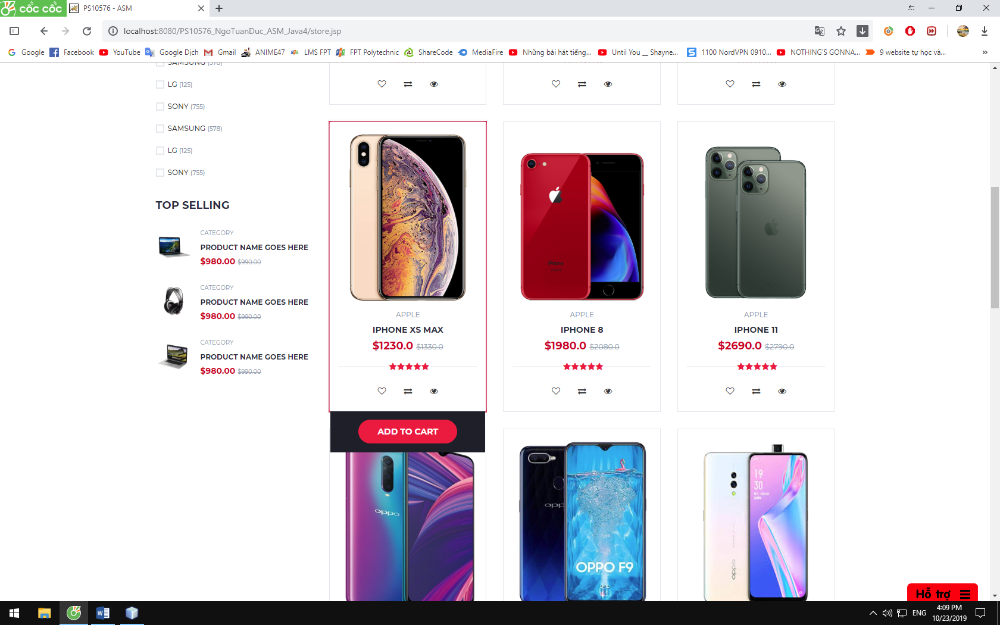 cốc cốc
PS10576 - ASM
localhost:8080/PS10576_NgoTuanDuc_ASM_Java4/store.jsp
Google
Facebook
YouTube
Google Dịch
Gmail
ANIME47
LMS FPT
FPT Polytechnic
ShareCode
MediaFire
Những bài hát tiếng...
Until You __ Shayne...
1100 NordVPN 0910...
NOTHING'S GONNA...
9 website tự học và...
SAMSUNG (578)
LG (125)
SONY (755)
SAMSUNG (578)
LG (125)
SONY (755)
TOP SELLING
CATEGORY
PRODUCT NAME GOES HERE
$980.00 $990.00
CATEGORY
PRODUCT NAME GOES HERE
$980.00 $990.00
CATEGORY
PRODUCT NAME GOES HERE
$980.00 $990.00
APPLE
IPHONE XS MAX
$1230.0 $1330.0
ADD TO CART
iPhone
APPLE
IPHONE 8
$1980.0 $2080.0
APPLE
IPHONE 11
$2690.0 $2790.0
oppo
oppo
OPPO F9
19
30
oppo
Hỗ trợ
ENG
4:09 PM
10/23/2019